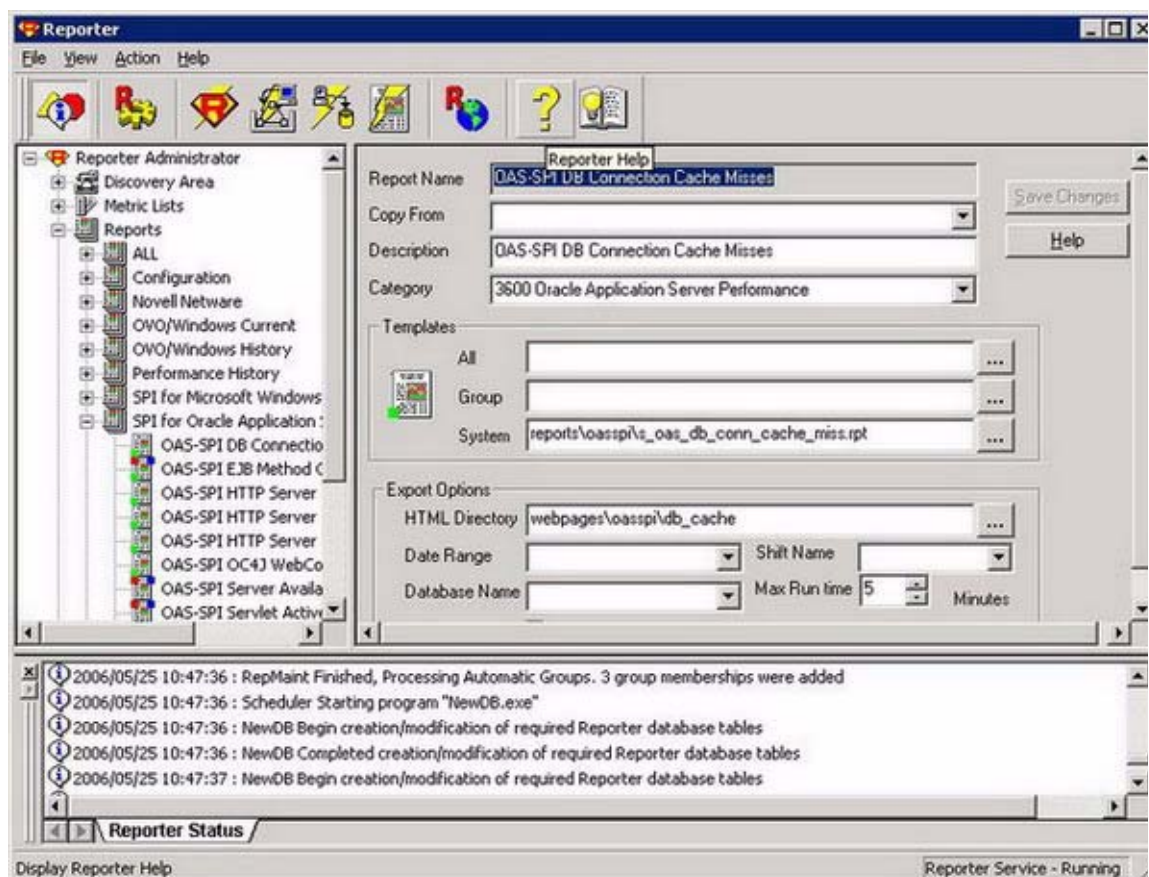 Reporter
File View Action Help
Reporter Help
Reporter Administrator
Discovery Area
Metric Lists
Reports
ALL
Configuration
Novell Netware
OVO/Windows Current
OVO/Windows History
Performance History
SPI for Microsoft Windows
SPI for Oracle Application
OAS-SPI DB Connectio
OAS-SPI EJB Method
OAS-SPI HTTP Server
OAS-SPI HTTP Server
OAS-SPI HTTP Server
OAS-SPI OC4J WebCo
OAS-SPI Server Availa
OAS-SPI Servlet Active
Report Name OAS-SPI DB Connection Cache Misses
Save Changes
Copy From
Help
Description OAS-SPI DB Connection Cache Misses
Category 3600 Oracle Application Server Performance
Templates
All ...
Group ...
System reports\oasspi\s_oas_db_conn_cache_miss.rpt ...
Export Options
HTML Directory webpages\oasspi\db_cache ...
Date Range Shift Name
Database Name Max Run time 5 Minutes
2006/05/25 10:47:36 : RepMaint Finished, Processing Automatic Groups. 3 group memberships were added
2006/05/25 10:47:36 : Scheduler Starting program "NewDB.exe"
2006/05/25 10:47:36 : NewDB Begin creation/modification of required Reporter database tables
2006/05/25 10:47:36 : NewDB Completed creation/modification of required Reporter database tables
2006/05/25 10:47:37 : NewDB Begin creation/modification of required Reporter database tables
Reporter Status
Display Reporter Help Reporter Service - Running